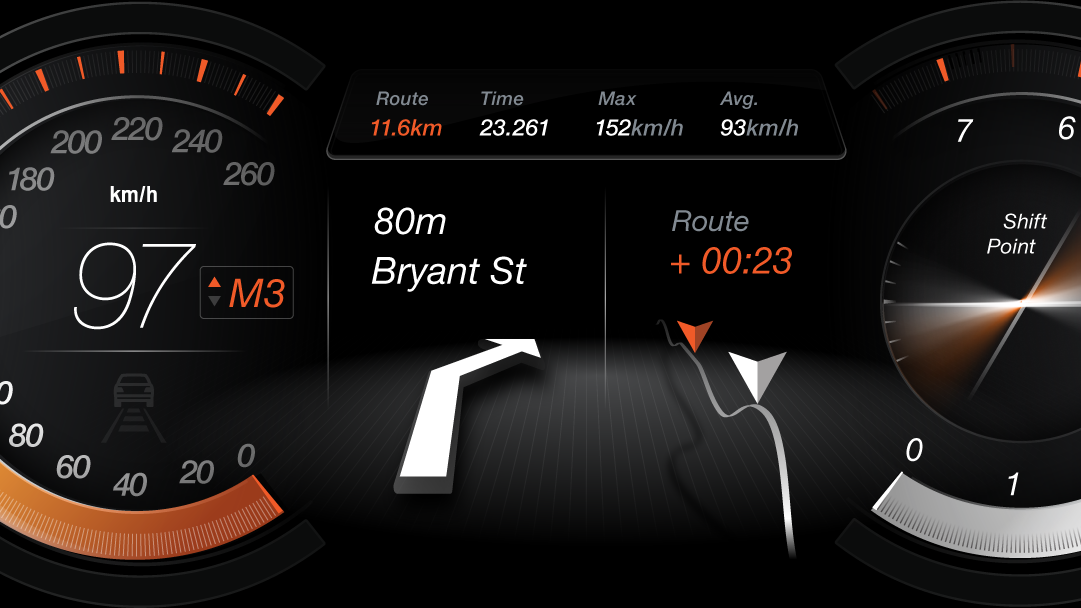 Route Time Max Avg.
11.6km 23.261 152km/h 93km/h
200 220 240
180 260
km/h
0
97
M3
0
80
60
40
20
0
80m
Bryant St
Route
+ 00:23
7 6
Shift
Point
0
1